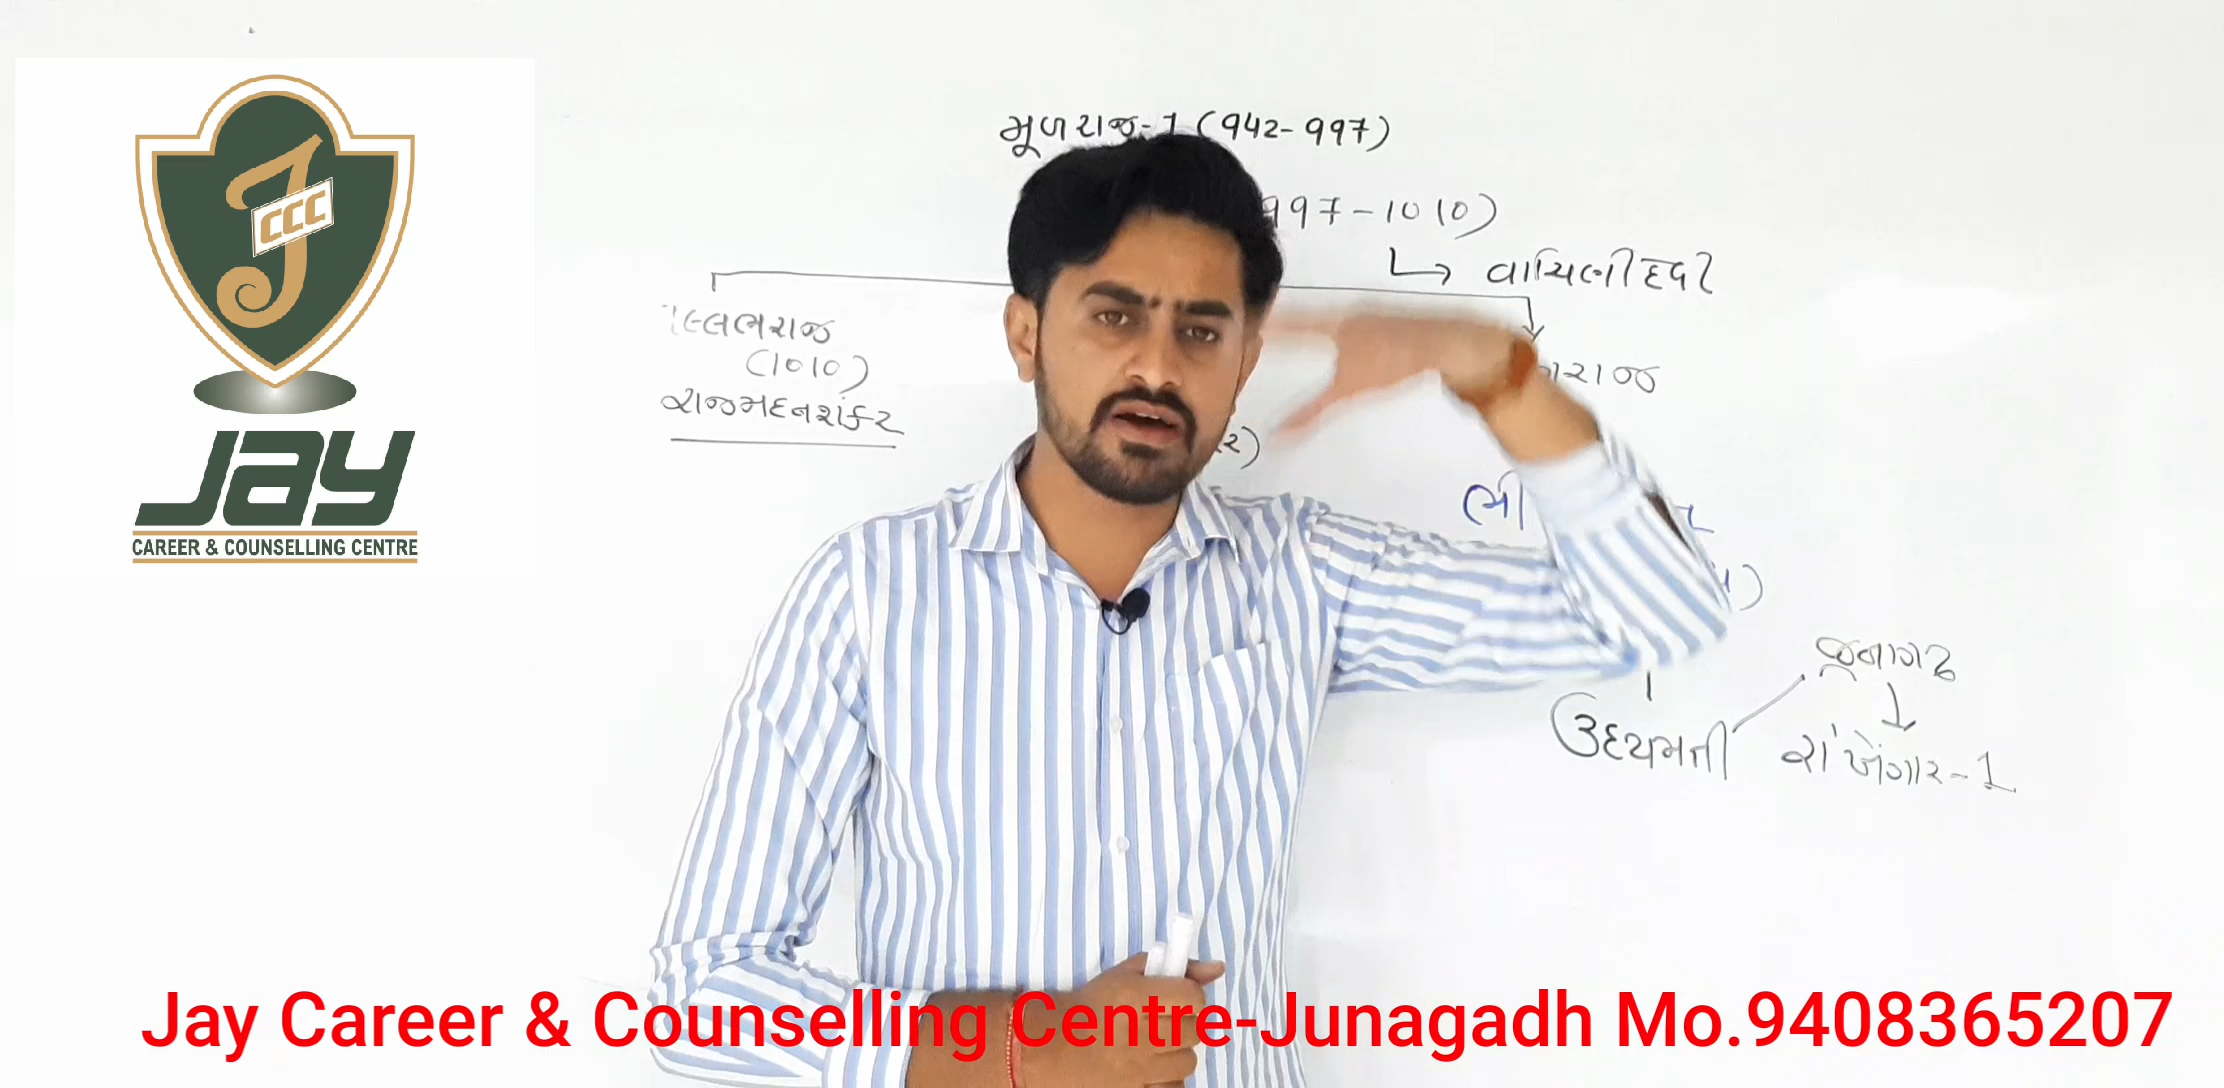 CCC
Jay
CAREER & COUNSELLING CENTRE
મૂળરાજ-1 (942-997)
997-1010)
વાચિણીદેવી
(1010)
રાજમદનશંકર
ભી
ઉદયમતી
જૂનાગઢ
રા'ખેંગાર-1
Jay Career & Counselling Centre-Junagadh Mo.9408365207